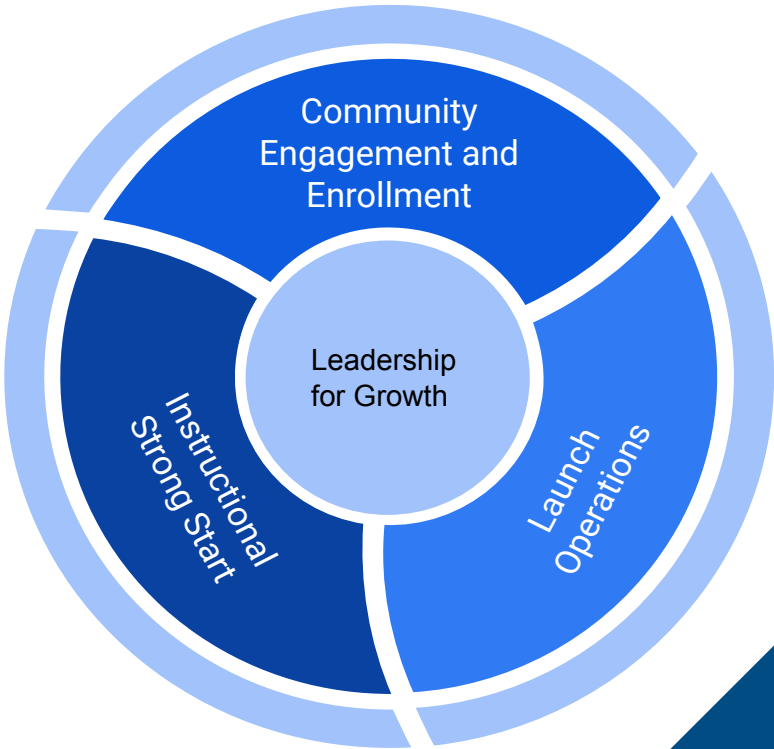 Community
Engagement and
Enrollment
Leadership
for Growth
Instructional
Strong Start
Launch
Operations